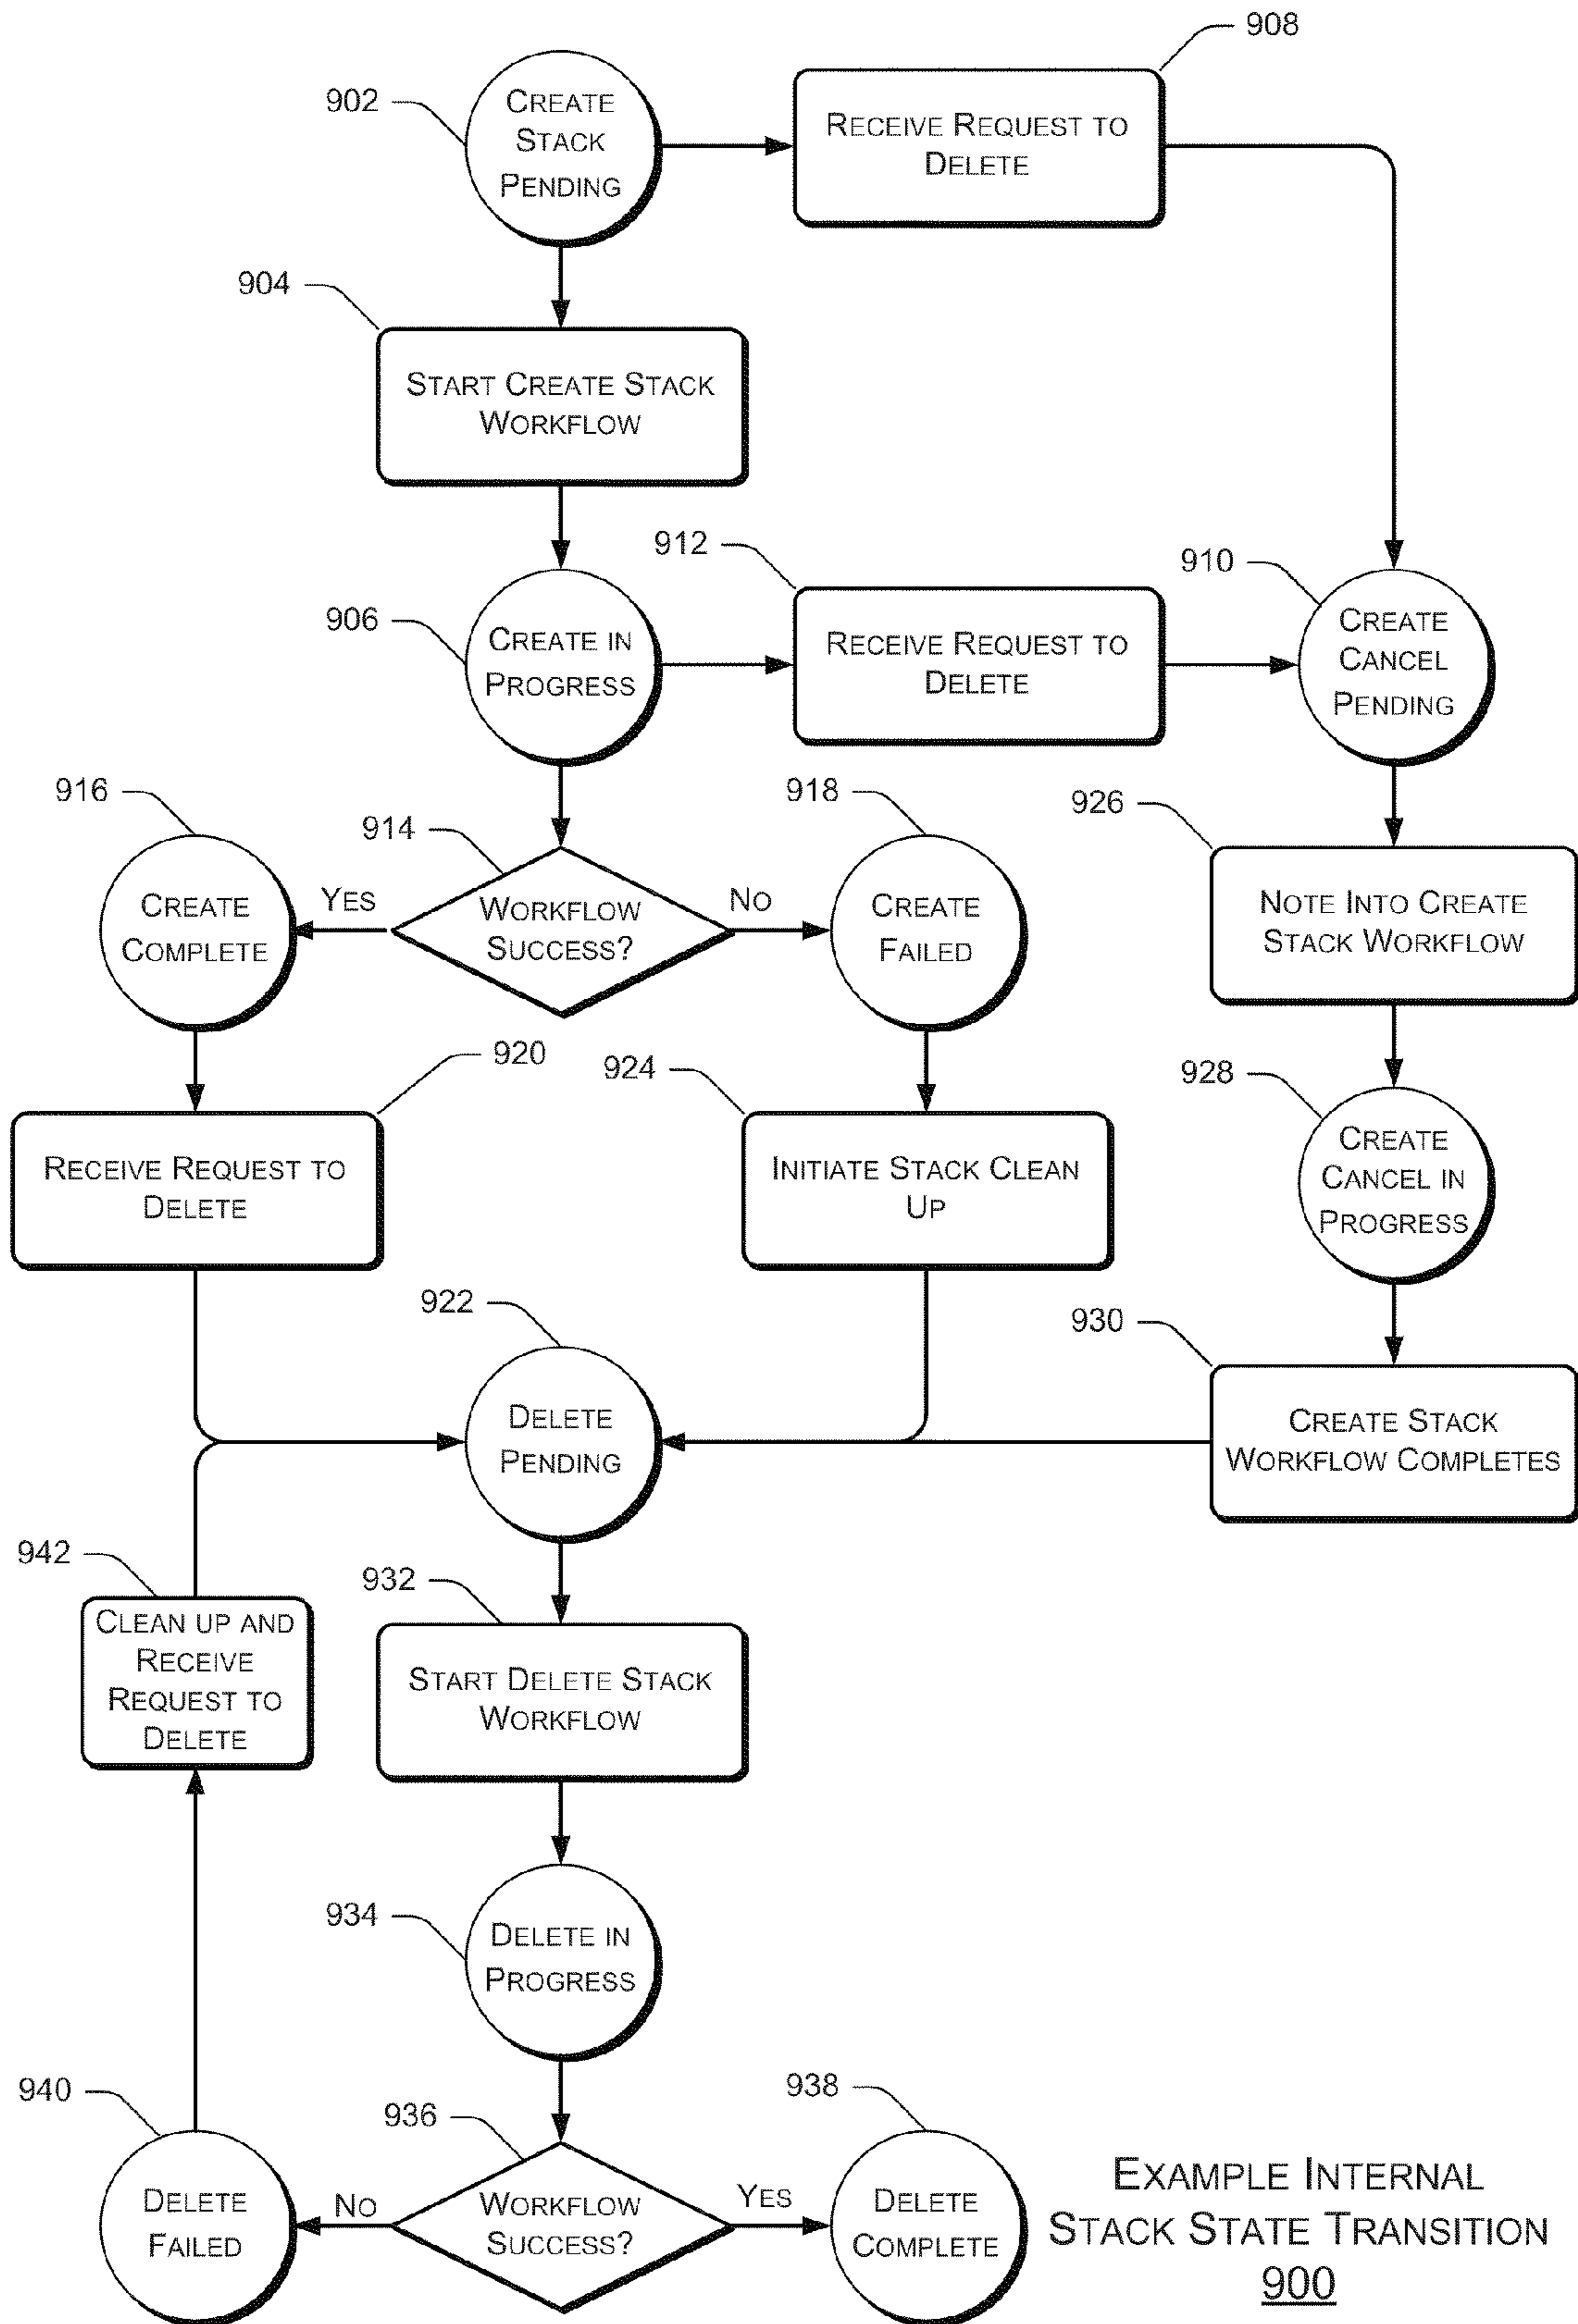 908
902
CREATE
STACK
PENDING
RECEIVE REQUEST TO
DELETE
904
START CREATE STACK
WORKFLOW
912
910
906
CREATE IN
PROGRESS
RECEIVE REQUEST TO
DELETE
CREATE
CANCEL
PENDING
916
914
918
926
CREATE
COMPLETE
YES
WORKFLOW
SUCCESS?
NO
CREATE
FAILED
NOTE INTO CREATE
STACK WORKFLOW
920
924
928
RECEIVE REQUEST TO
DELETE
INITIATE STACK CLEAN
UP
CREATE
CANCEL IN
PROGRESS
922
930
DELETE
PENDING
CREATE STACK
WORKFLOW COMPLETES
942
932
CLEAN UP AND
RECEIVE
REQUEST TO
DELETE
START DELETE STACK
WORKFLOW
934
DELETE IN
PROGRESS
940
936
938
DELETE
FAILED
NO
WORKFLOW
SUCCESS?
YES
DELETE
COMPLETE
EXAMPLE INTERNAL
STACK STATE TRANSITION
900